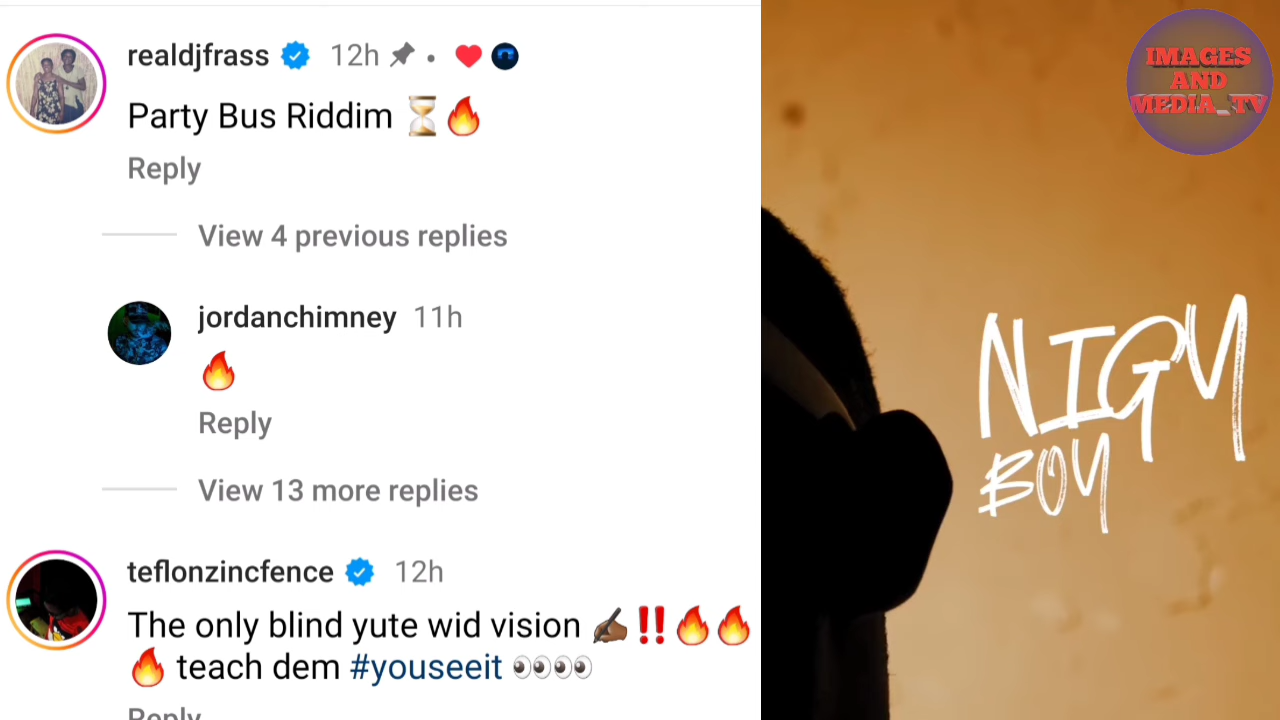 realdjfrass 12h
Party Bus Riddim ⏳🔥
Reply
View 4 previous replies
jordanchimney 11h
🔥
Reply
View 13 more replies
teflonzincfence 12h
The only blind yute wid vision ✍🏾‼️🔥🔥
🔥 teach dem #youseeit 👀👀
Reply
IMAGES
AND
MEDIA_TV
NIGY
BOY